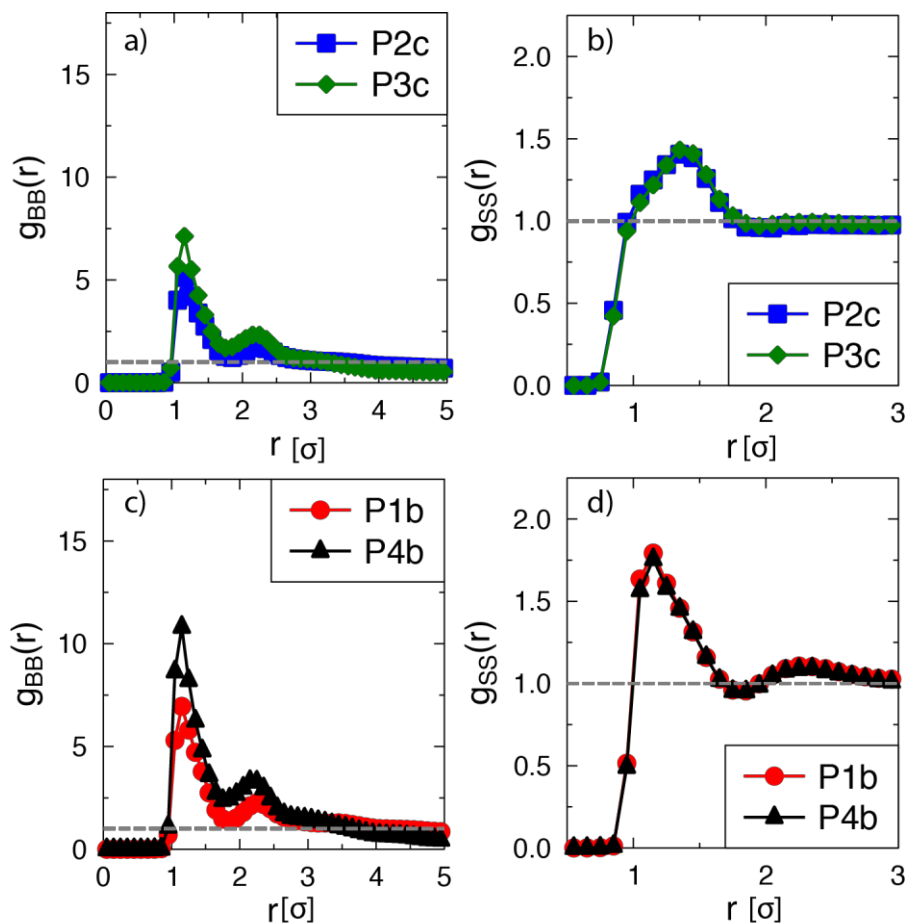 a)
P2c
P3c
17
15
10
5
0
g_BB(r)
0 1 2 3 4 5
r [σ]
b)
2.0
1.5
1.0
0.5
0.0
g_SS(r)
P2c
P3c
1 2 3
r [σ]
c)
P1b
P4b
15
10
5
0
g_BB(r)
0 1 2 3 4 5
r [σ]
d)
2.0
1.5
1.0
0.5
0.0
g_SS(r)
P1b
P4b
1 2 3
r [σ]